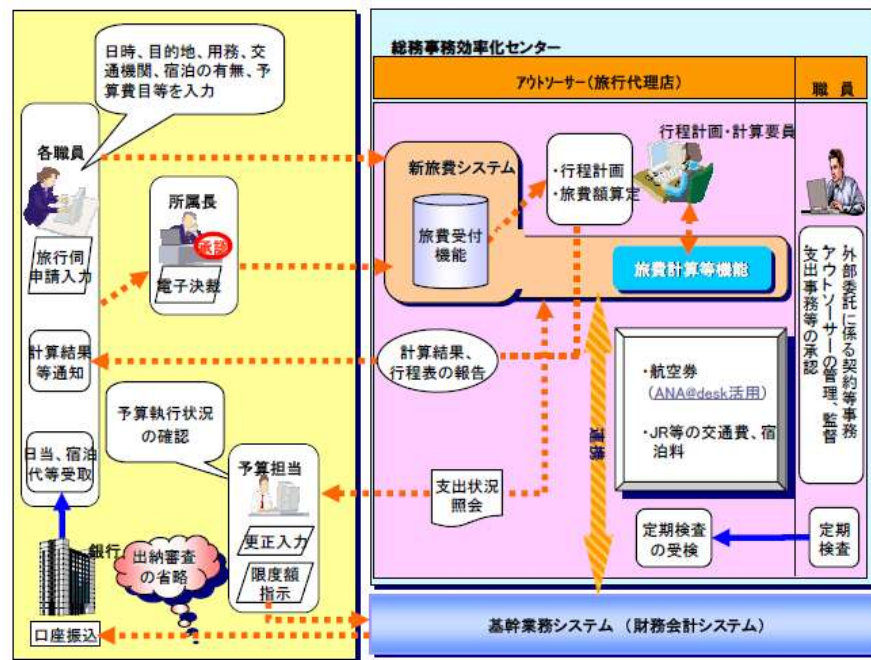 日時、目的地、用務、交
通機関、宿泊の有無、予
算費目等を入力
各職員
旅行伺
申請入力
所属長
承認
電子決裁
計算結果
等通知
予算執行状況
の確認
日当、宿泊
代等受取
予算担当
更正入力
限度額
指示
銀行
出納審査
の省略
口座振込
総務事務効率化センター
アウトソーサー(旅行代理店)
職 員
新旅費システム
旅費受付
機能
・行程計画
・旅費額算定
行程計画・計算要員
旅費計算等機能
計算結果、
行程表の報告
連携
・航空券
(ANA@desk活用)
・JR等の交通費、宿
泊料
・外部委託に係る契約等事務
・アウトソーサーの管理、監督
・支出事務等の承認
支出状況
照会
定期検査
の受検
定期
検査
基幹業務システム (財務会計システム)